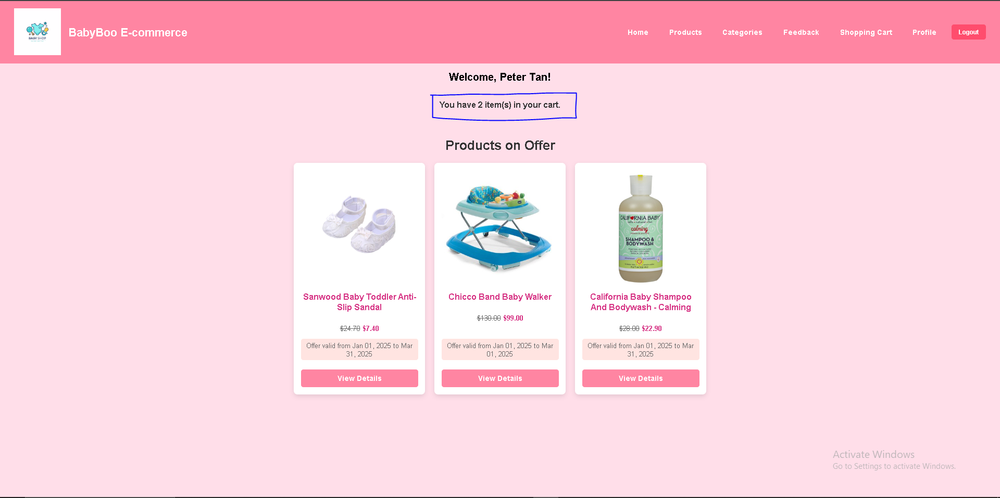 BABY SHOP
BabyBoo E-commerce
Home
Products
Categories
Feedback
Shopping Cart
Profile
Logout
Welcome, Peter Tan!
You have 2 item(s) in your cart.
Products on Offer
CALIFORNIA BABY
calming
SHAMPOO &
BODYWASH
Sanwood Baby Toddler Anti-
Slip Sandal
$24.70 $7.40
Offer valid from Jan 01, 2025 to Mar
31, 2025
View Details
Chicco Band Baby Walker
$130.00 $99.00
Offer valid from Jan 01, 2025 to Mar
01, 2025
View Details
California Baby Shampoo
And Bodywash - Calming
$28.00 $22.90
Offer valid from Jan 01, 2025 to Mar
31, 2025
View Details
Activate Windows
Go to Settings to activate Windows.